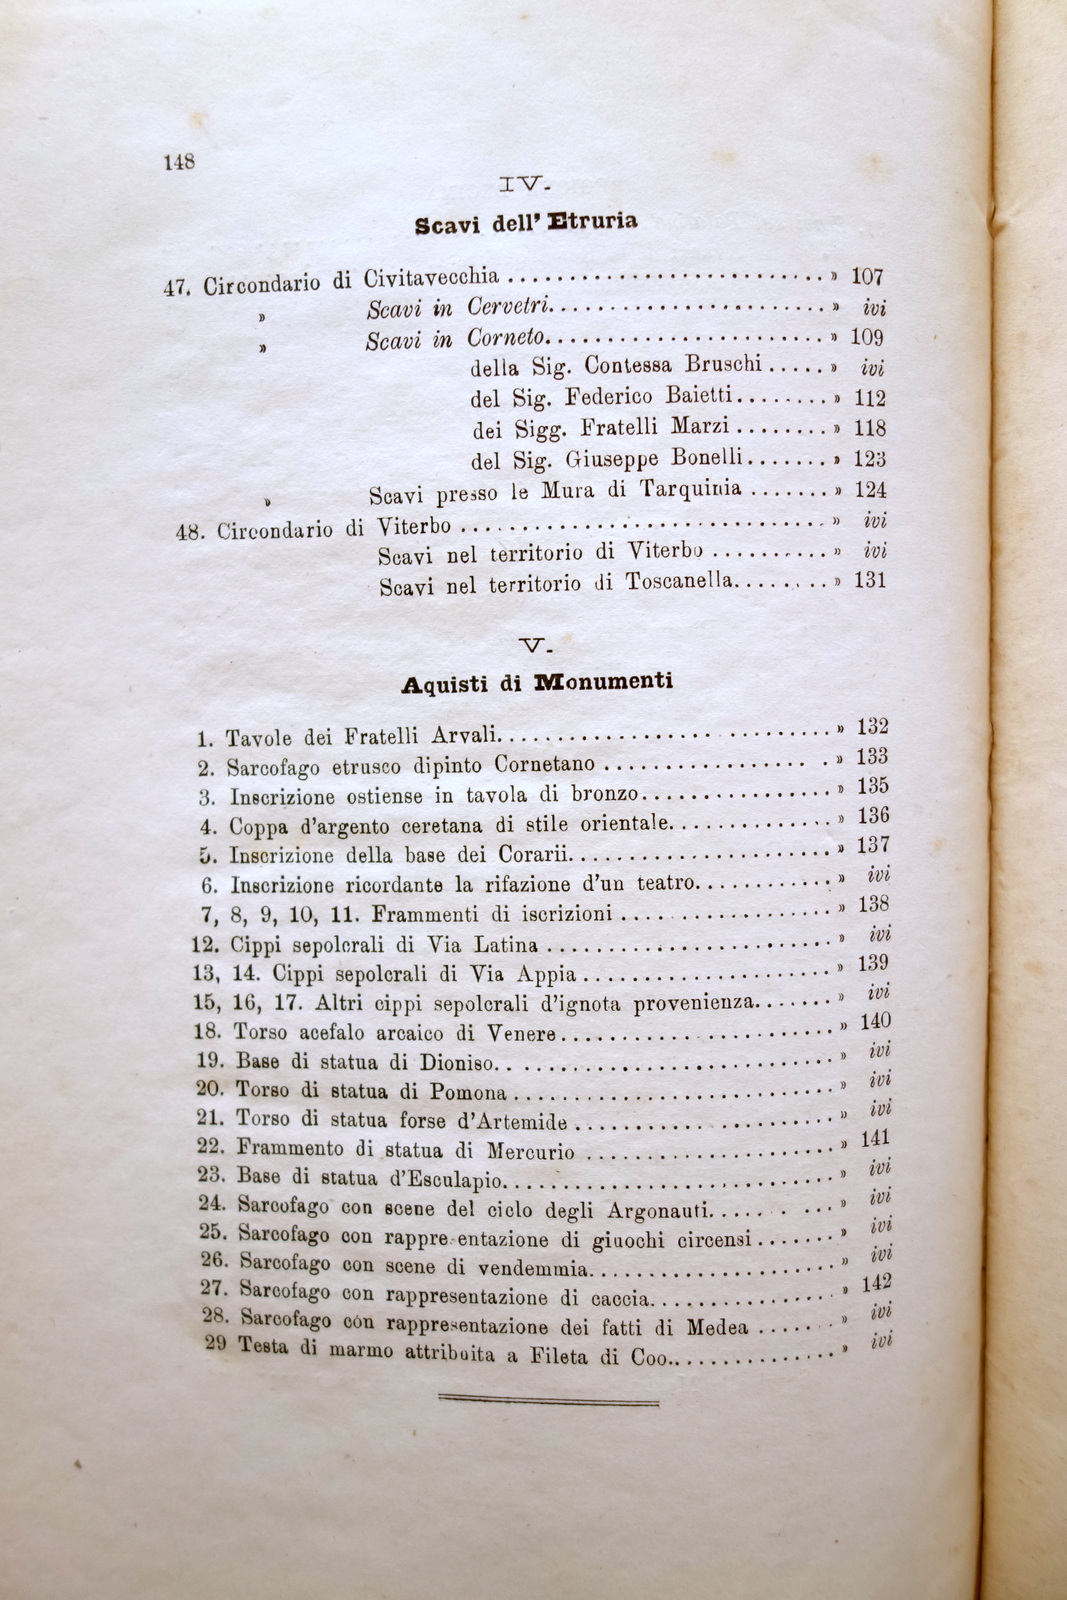 148
IV.
Scavi dell' Etruria
47. Circondario di Civitavecchia .......................... » 107
» Scavi in Cervetri....................... » ivi
» Scavi in Corneto....................... » 109
della Sig. Contessa Bruschi ..... » ivi
del Sig. Federico Baietti........ » 112
dei Sigg. Fratelli Marzi ........ » 118
del Sig. Giuseppe Bonelli....... » 123
» Scavi presso le Mura di Tarquinia ....... » 124
48. Circondario di Viterbo .............................. » ivi
Scavi nel territorio di Viterbo .......... » ivi
Scavi nel territorio di Toscanella........ » 131
V.
Aquisti di Monumenti
1. Tavole dei Fratelli Arvali............................ » 132
2. Sarcofago etrusco dipinto Cornetano .................. » 133
3. Inscrizione ostiense in tavola di bronzo................ » 135
4. Coppa d'argento ceretana di stile orientale.............. » 136
5. Inscrizione della base dei Corarii...................... » 137
6. Inscrizione ricordante la rifazione d'un teatro............ » ivi
7, 8, 9, 10, 11. Frammenti di iscrizioni .................. » 138
12. Cippi sepolcrali di Via Latina ........................ » ivi
13, 14. Cippi sepolcrali di Via Appia ..................... » 139
15, 16, 17. Altri cippi sepolcrali d'ignota provenienza....... » ivi
18. Torso acefalo arcaico di Venere....................... » 140
19. Base di statua di Dioniso............................ » ivi
20. Torso di statua di Pomona .......................... » ivi
21. Torso di statua forse d'Artemide ..................... » ivi
22. Frammento di statua di Mercurio .................... » 141
23. Base di statua d'Esculapio........................... » ivi
24. Sarcofago con scene del ciclo degli Argonauti.......... » ivi
25. Sarcofago con rappresentazione di giuochi circensi ....... » ivi
26. Sarcofago con scene di vendemmia.................... » ivi
27. Sarcofago con rappresentazione di caccia............... » 142
28. Sarcofago con rappresentazione dei fatti di Medea ....... » ivi
29 Testa di marmo attribuita a Fileta di Coo.............. » ivi